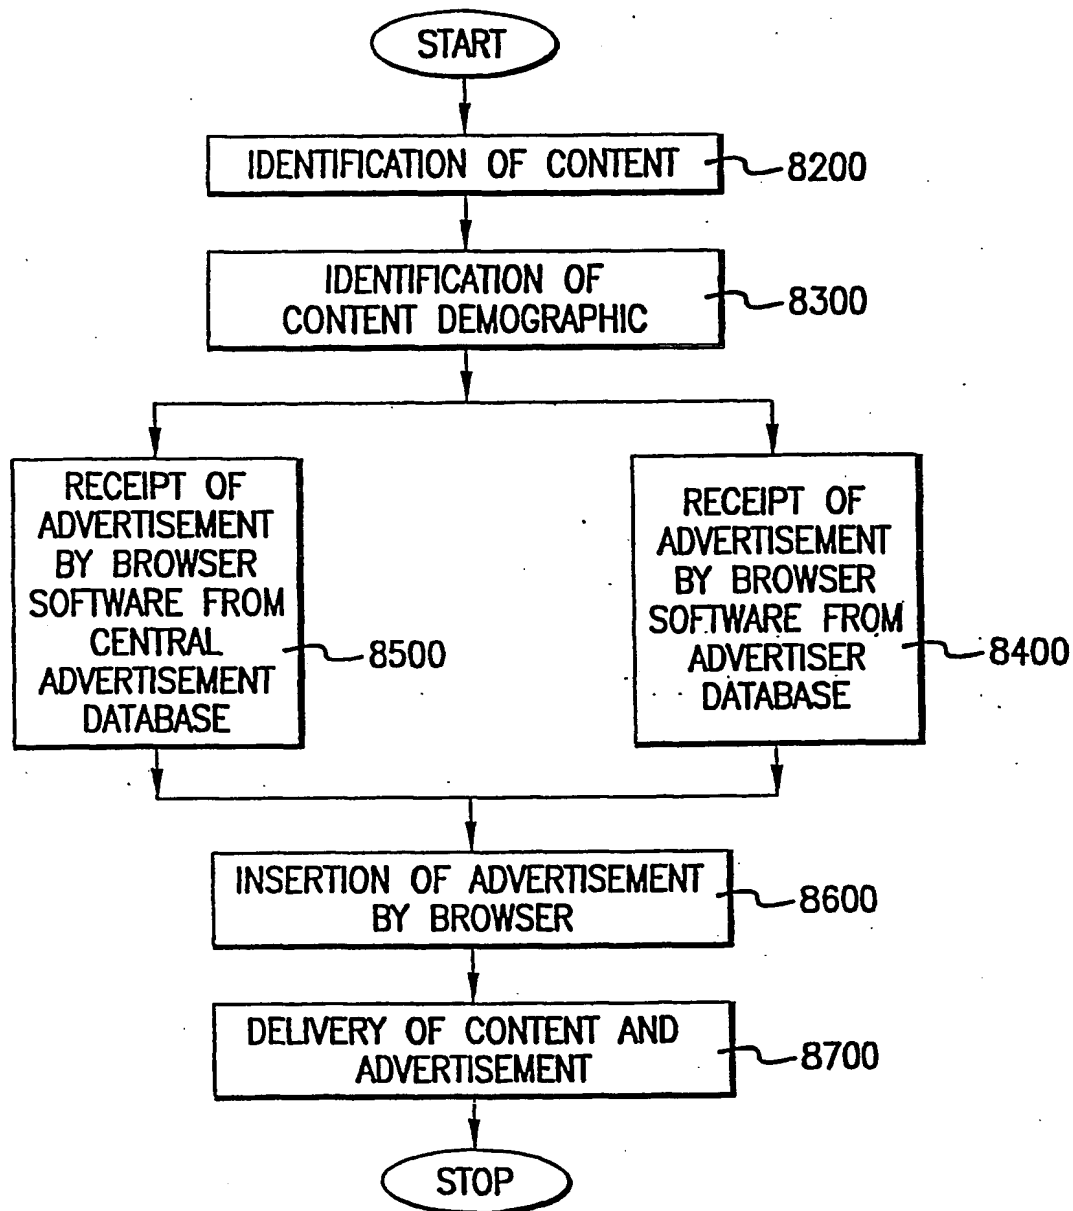 START
IDENTIFICATION OF CONTENT
8200
IDENTIFICATION OF
CONTENT DEMOGRAPHIC
8300
RECEIPT OF
ADVERTISEMENT
BY BROWSER
SOFTWARE FROM
CENTRAL
ADVERTISEMENT
DATABASE
8500
RECEIPT OF
ADVERTISEMENT
BY BROWSER
SOFTWARE FROM
ADVERTISER
DATABASE
8400
INSERTION OF ADVERTISEMENT
BY BROWSER
8600
DELIVERY OF CONTENT AND
ADVERTISEMENT
8700
STOP